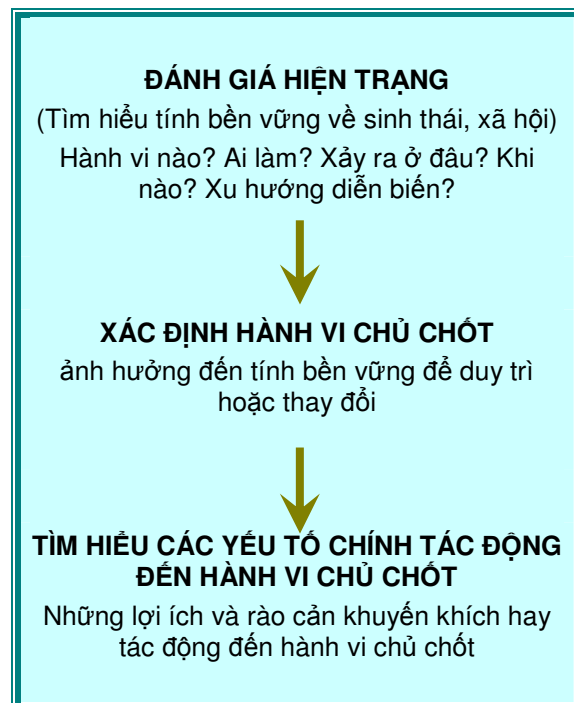 ĐÁNH GIÁ HIỆN TRẠNG
(Tìm hiểu tính bền vững về sinh thái, xã hội)
Hành vi nào? Ai làm? Xảy ra ở đâu? Khi
nào? Xu hướng diễn biến?
XÁC ĐỊNH HÀNH VI CHỦ CHỐT
ảnh hưởng đến tính bền vững để duy trì
hoặc thay đổi
TÌM HIỂU CÁC YẾU TỐ CHÍNH TÁC ĐỘNG
ĐẾN HÀNH VI CHỦ CHỐT
Những lợi ích và rào cản khuyến khích hay
tác động đến hành vi chủ chốt